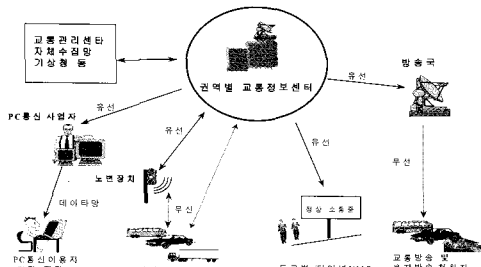 교통관리센타
자체수집망
기상청 등
권역별 교통정보센터
방송국
유선
유선
PC통신 사업자
유선
유선
노변장치
무선
무선
데이타망
정상 소통중
PC통신이용자
교통방송 및